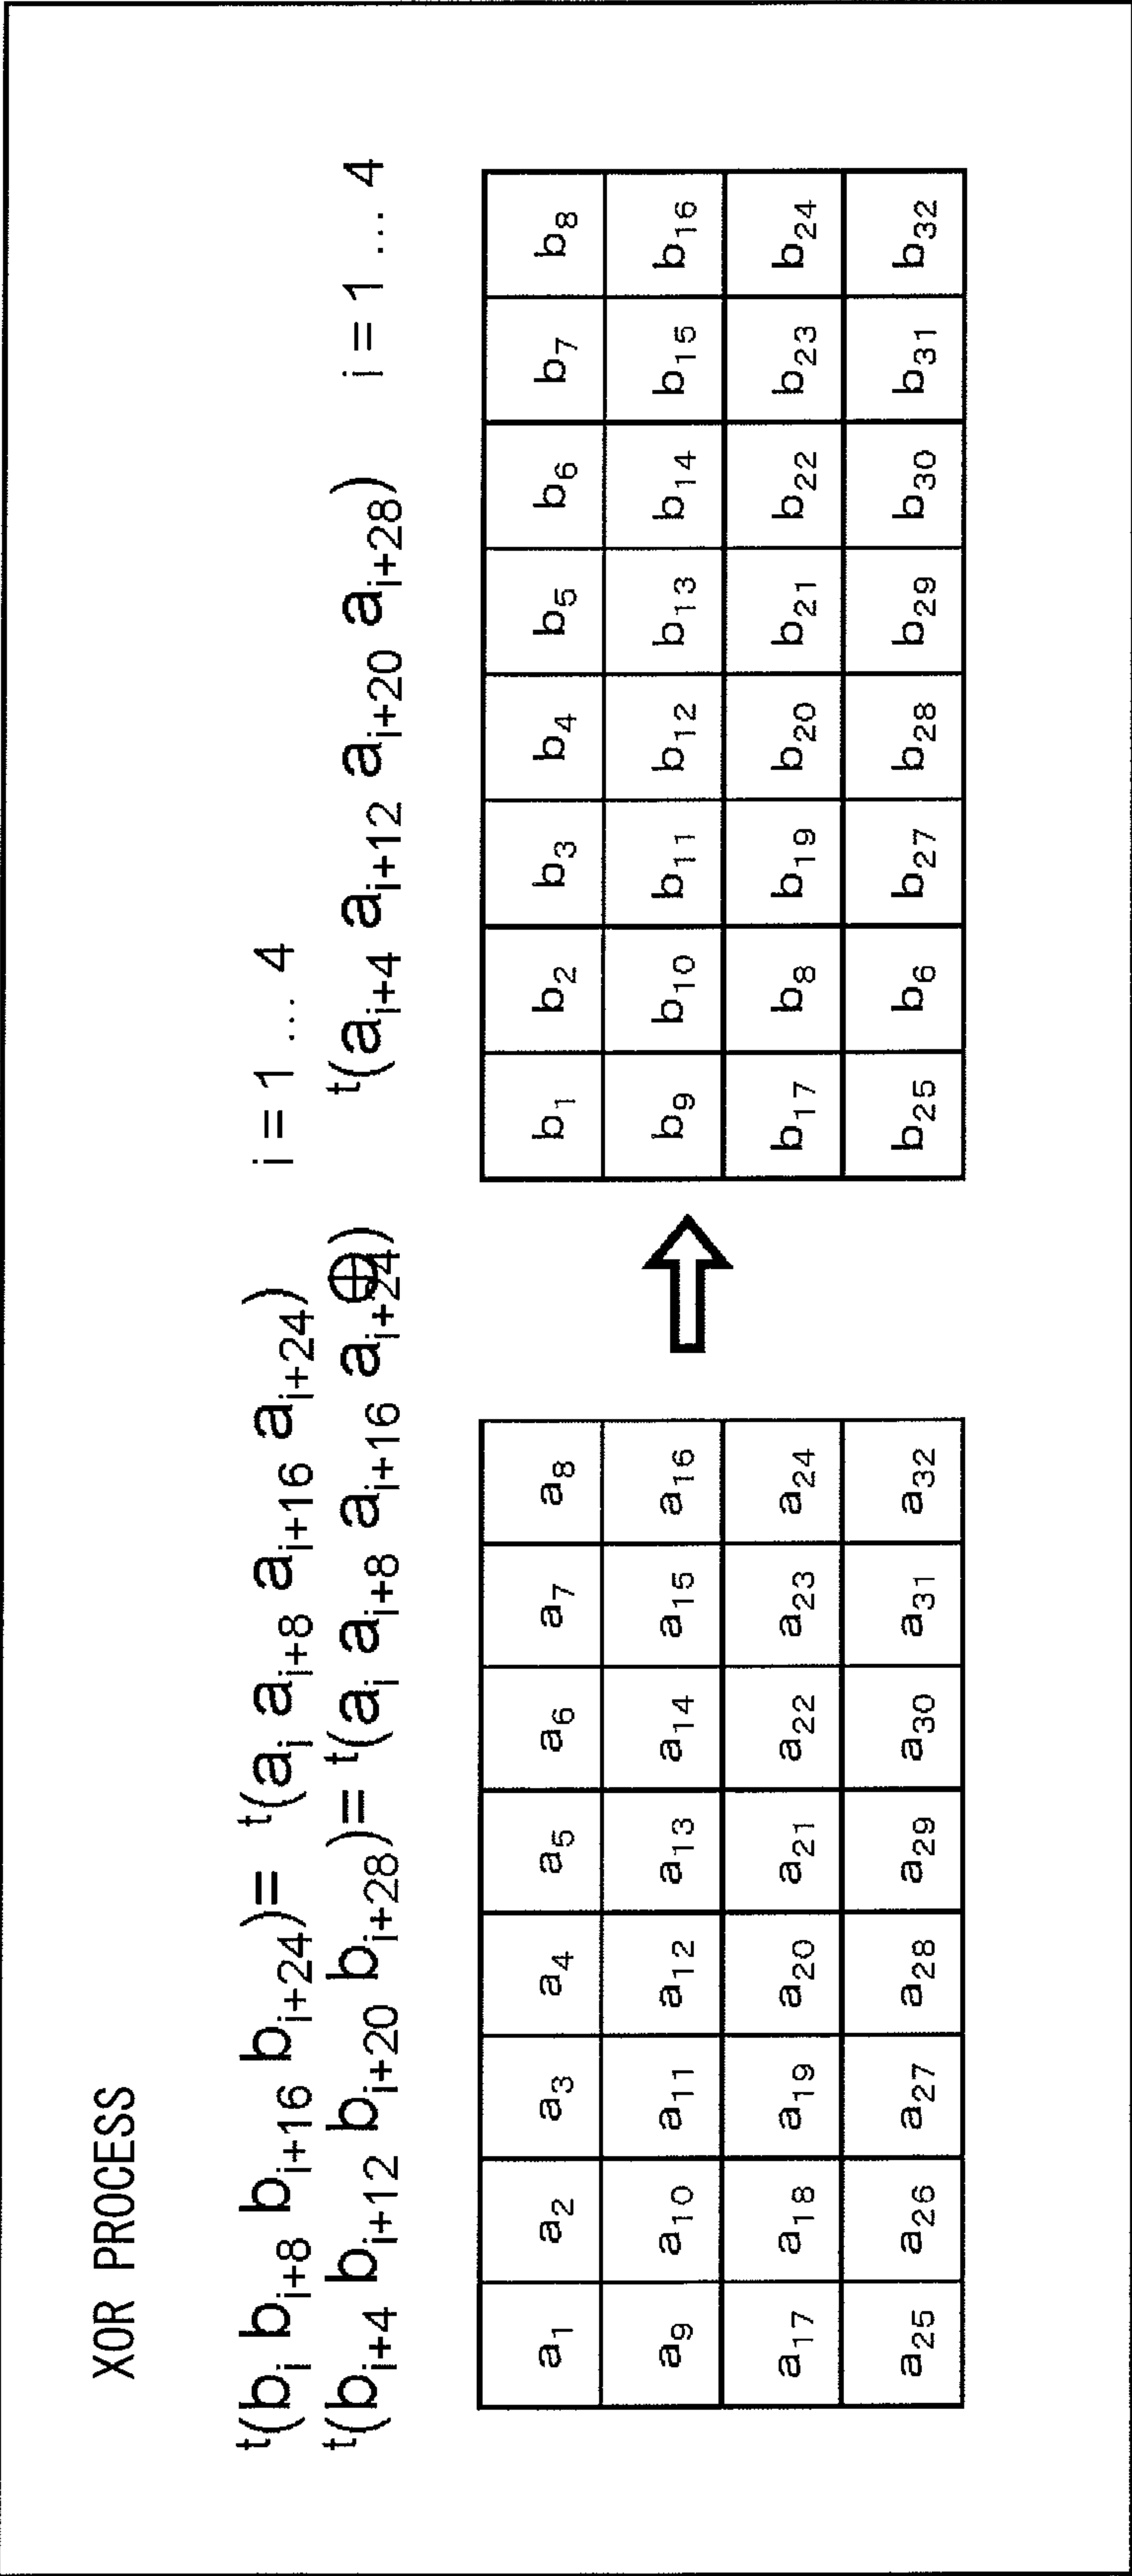 XOR PROCESS
ᵗ(bᵢ bᵢ₊₈ bᵢ₊₁₆ bᵢ₊₂₄)= ᵗ(aᵢ aᵢ₊₈ aᵢ₊₁₆ aᵢ₊₂₄) i = 1 ... 4
ᵗ(bᵢ₊₄ bᵢ₊₁₂ bᵢ₊₂₀ bᵢ₊₂₈)= ᵗ(aᵢ aᵢ₊₈ aᵢ₊₁₆ aᵢ₊₂₄)⊕ ᵗ(aᵢ₊₄ aᵢ₊₁₂ aᵢ₊₂₀ aᵢ₊₂₈) i = 1 ... 4
a₁ a₂ a₃ a₄ a₅ a₆ a₇ a₈
a₉ a₁₀ a₁₁ a₁₂ a₁₃ a₁₄ a₁₅ a₁₆
a₁₇ a₁₈ a₁₉ a₂₀ a₂₁ a₂₂ a₂₃ a₂₄
a₂₅ a₂₆ a₂₇ a₂₈ a₂₉ a₃₀ a₃₁ a₃₂
b₁ b₂ b₃ b₄ b₅ b₆ b₇ b₈
b₉ b₁₀ b₁₁ b₁₂ b₁₃ b₁₄ b₁₅ b₁₆
b₁₇ b₈ b₁₉ b₂₀ b₂₁ b₂₂ b₂₃ b₂₄
b₂₅ b₆ b₂₇ b₂₈ b₂₉ b₃₀ b₃₁ b₃₂